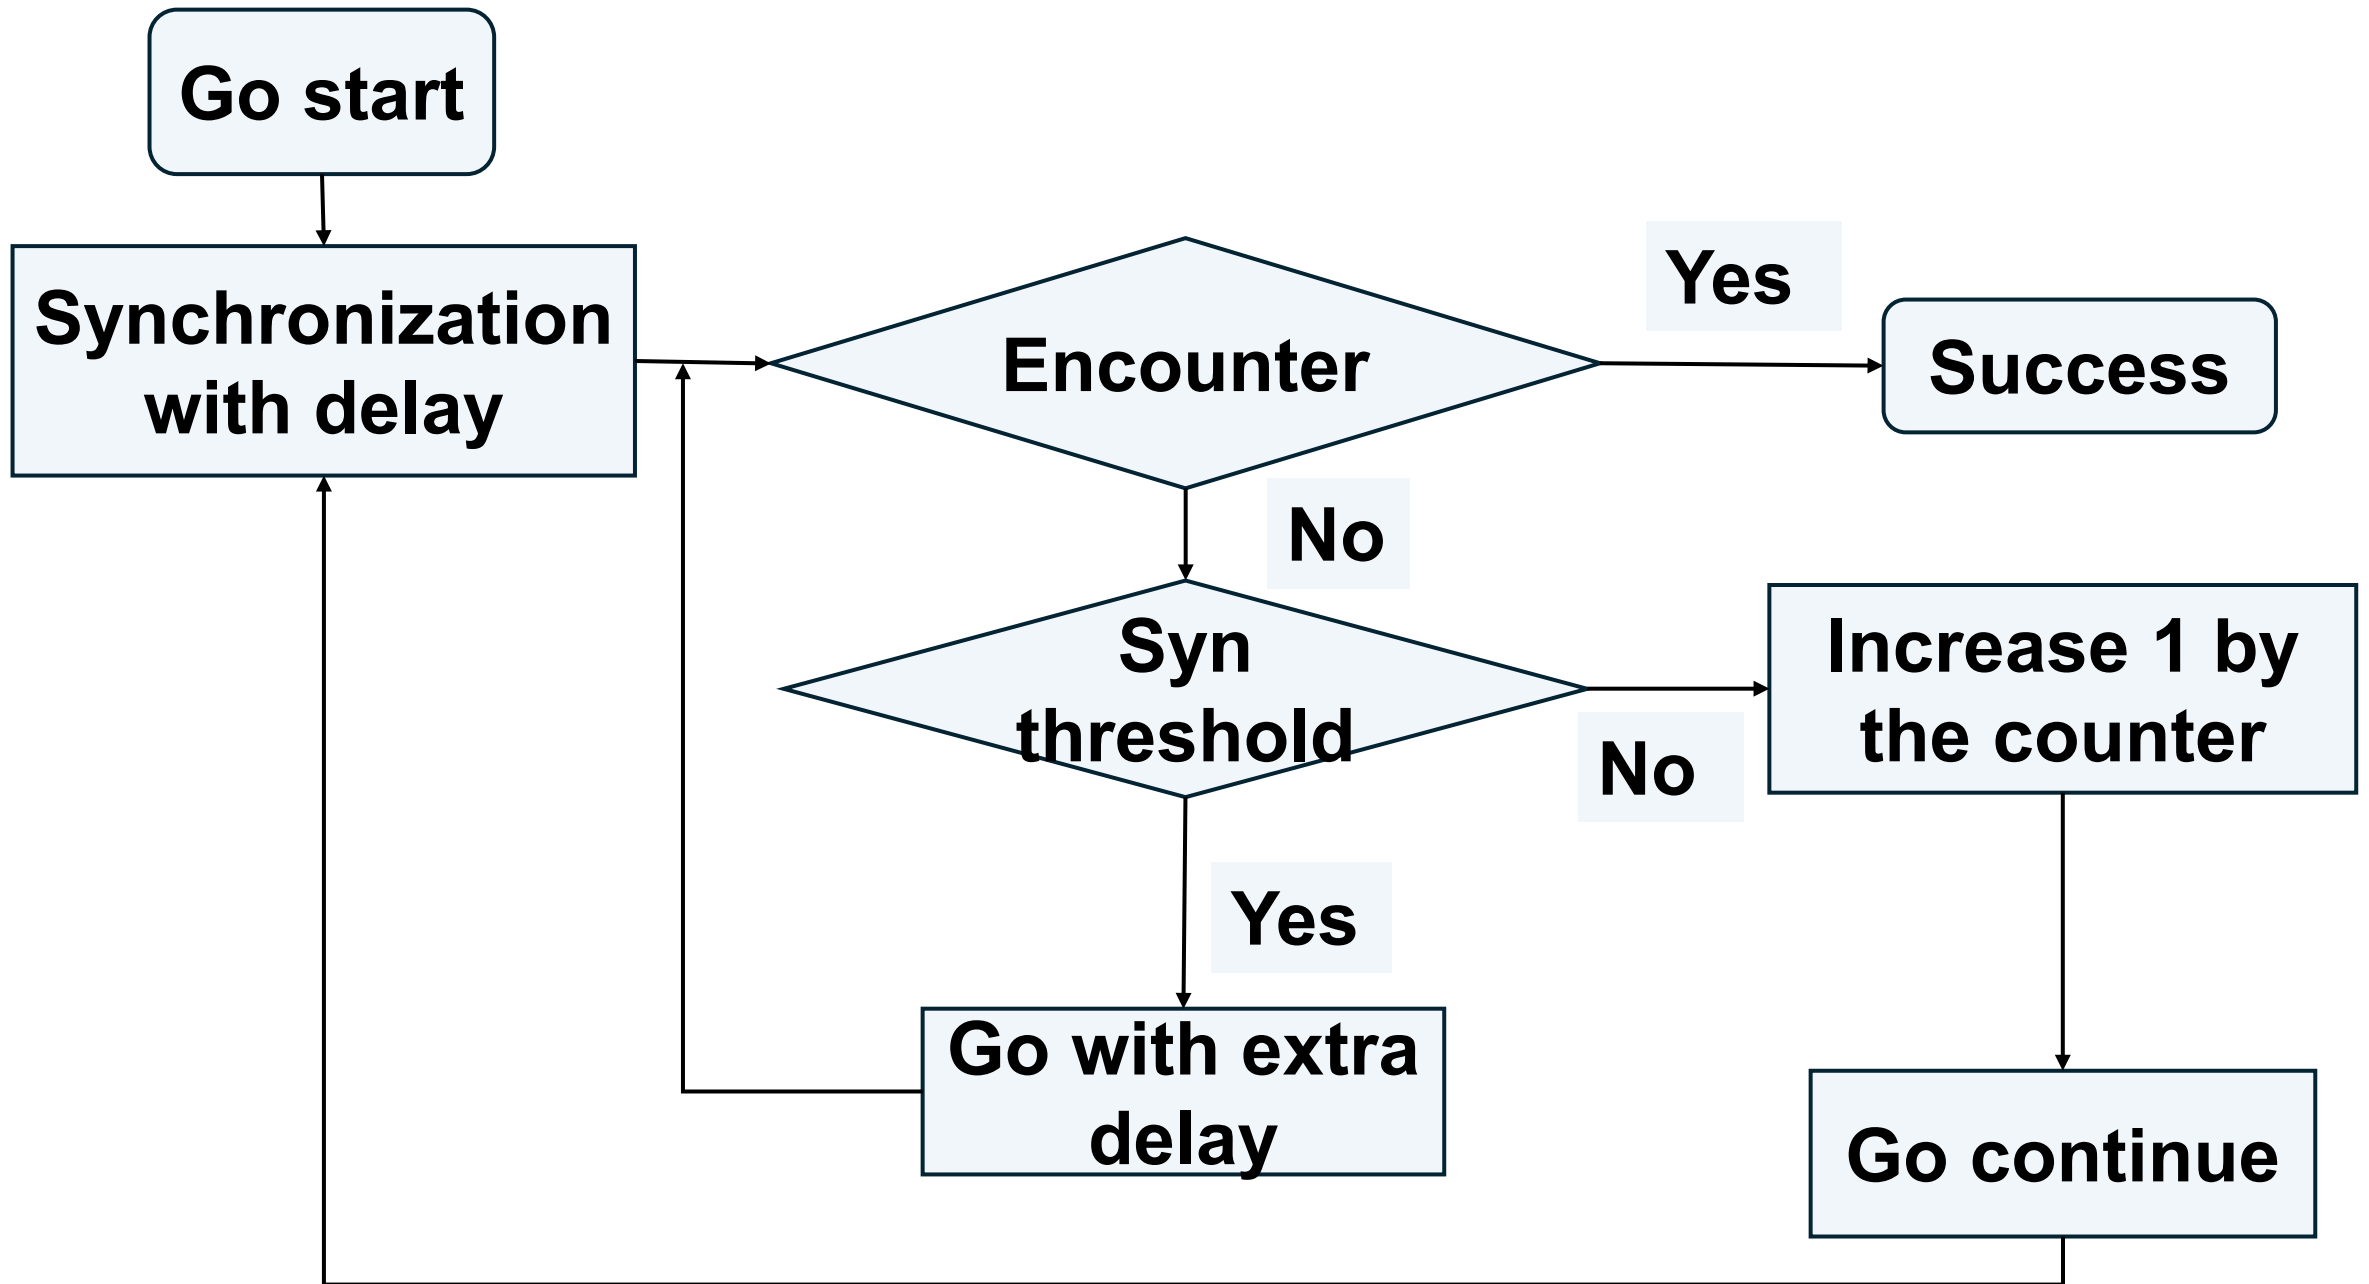 Go start
Synchronization
with delay
Encounter
Yes
Success
No
Syn
threshold
No
Increase 1 by
the counter
Yes
Go with extra
delay
Go continue